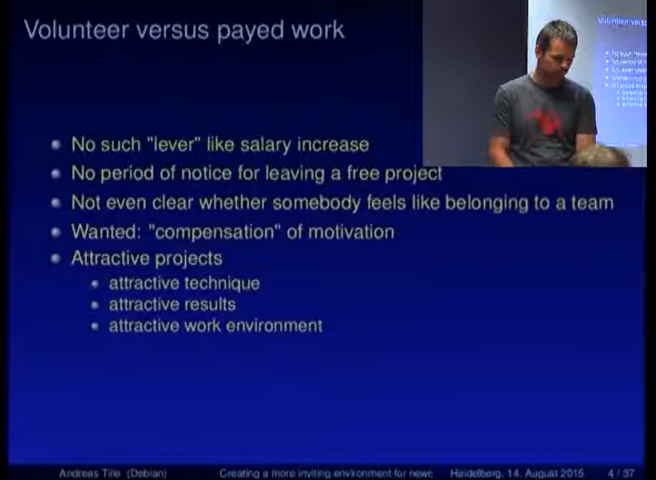 Volunteer versus payed work
No such "lever" like salary increase
No period of notice for leaving a free project
Not even clear whether somebody feels like belonging to a team
Wanted: "compensation" of motivation
Attractive projects
attractive technique
attractive results
attractive work environment
Andreas Tille (Debian) Creating a more inviting environment for newc Heidelberg, 14. August 2015 4 / 37